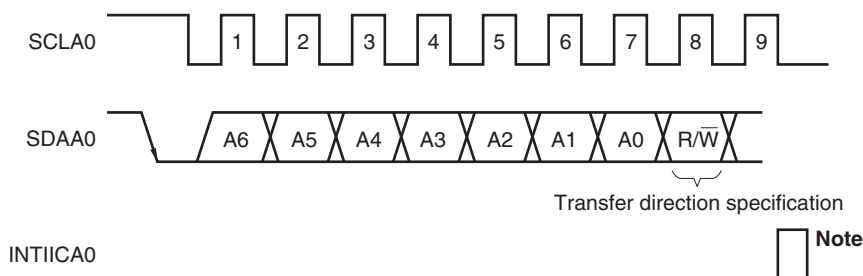 SCLA0 1 2 3 4 5 6 7 8 9
SDAA0 A6 A5 A4 A3 A2 A1 A0 R/W̅
Transfer direction specification
INTIICA0 Note